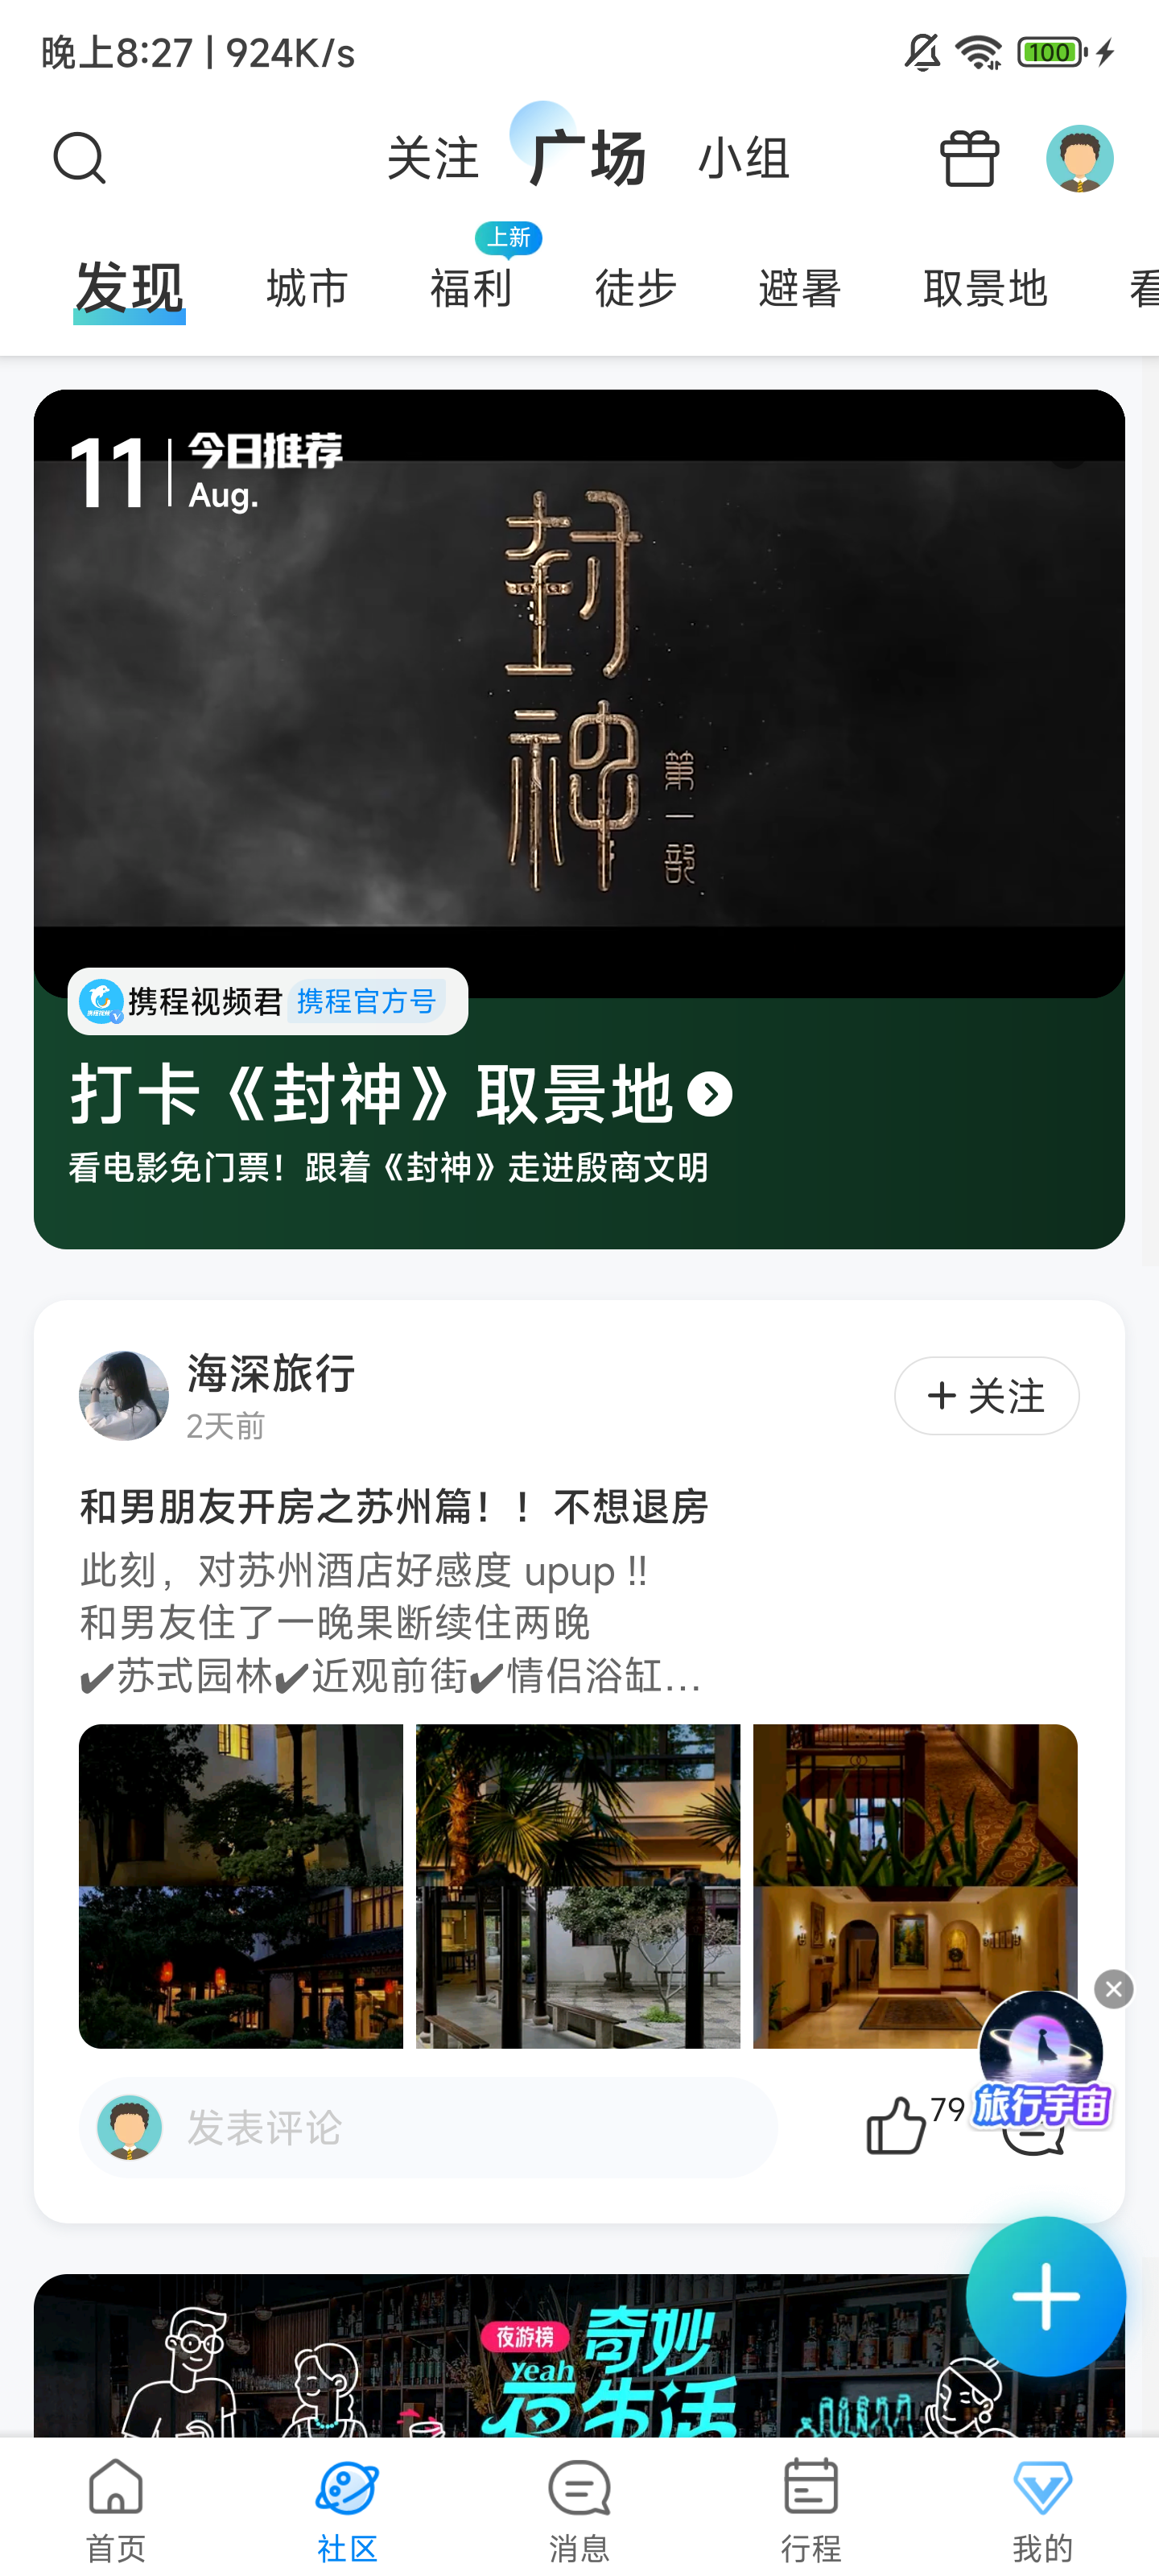 晚上8:27 | 924K/s
100
关注 广场 小组
上新
发现 城市 福利 徒步 避暑 取景地 看
11 今日推荐
Aug.
封神
第一部
携程视频君 携程官方号
打卡《封神》取景地
看电影免门票！跟着《封神》走进殷商文明
海深旅行
2天前
+ 关注
和男朋友开房之苏州篇！！不想退房
此刻，对苏州酒店好感度 upup !!
和男友住了一晚果断续住两晚
✔苏式园林✔近观前街✔情侣浴缸...
发表评论
79
旅行宇宙
夜游榜 奇妙
yeah
夜生活
首页 社区 消息 行程 我的